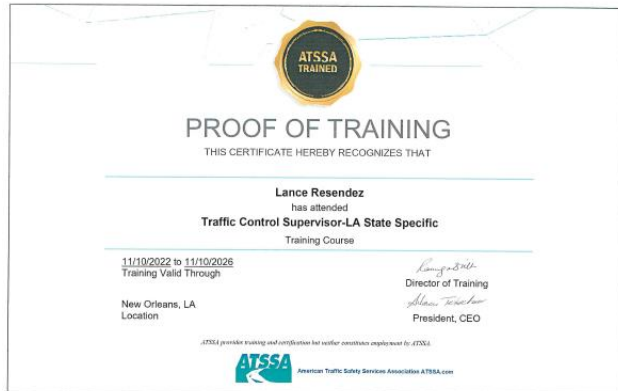 ATSSA
TRAINED
PROOF OF TRAINING
THIS CERTIFICATE HEREBY RECOGNIZES THAT
Lance Resendez
has attended
Traffic Control Supervisor-LA State Specific
Training Course
11/10/2022 to 11/10/2026
Training Valid Through
Director of Training
New Orleans, LA
Location
President, CEO
ATSSA provides training and certification but neither constitutes employment by ATSSA.
ATSSA American Traffic Safety Services Association ATSSA.com